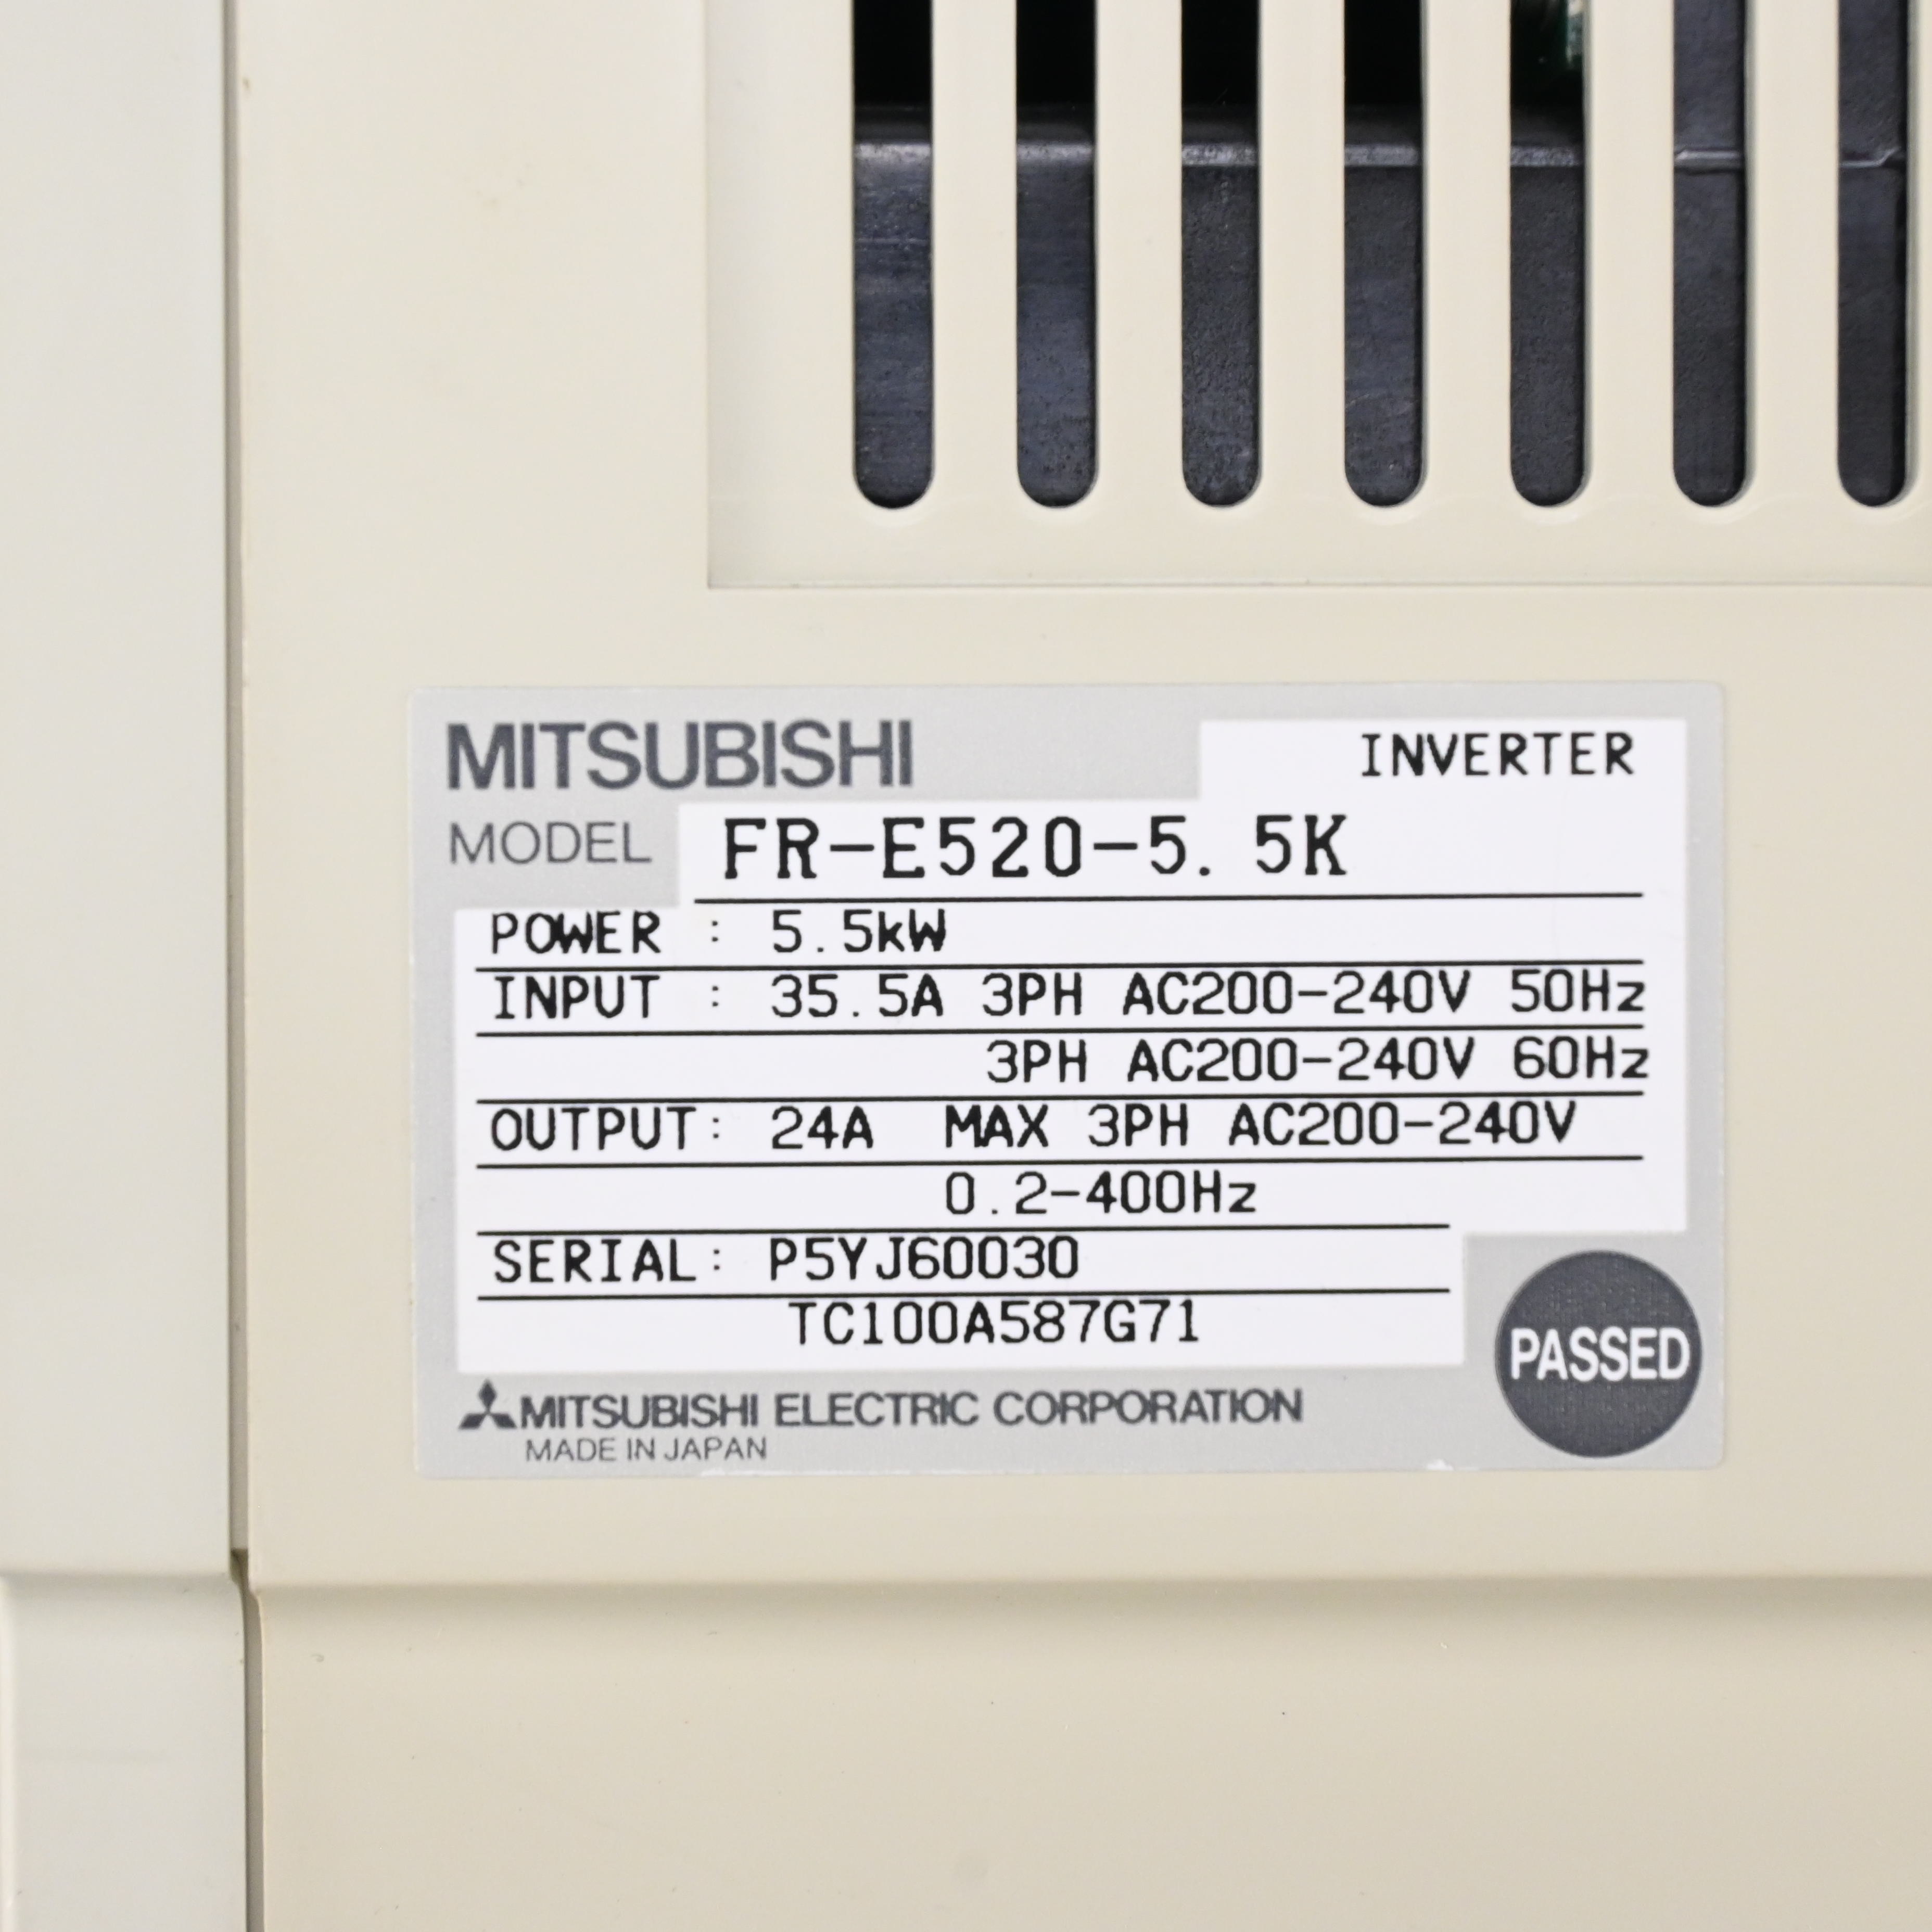 MITSUBISHI
INVERTER
MODEL FR-E520-5.5K
POWER : 5.5kW
INPUT : 35.5A 3PH AC200-240V 50Hz
3PH AC200-240V 60Hz
OUTPUT: 24A MAX 3PH AC200-240V
0.2-400Hz
SERIAL: P5YJ60030
TC100A587G71
PASSED
MITSUBISHI ELECTRIC CORPORATION
MADE IN JAPAN